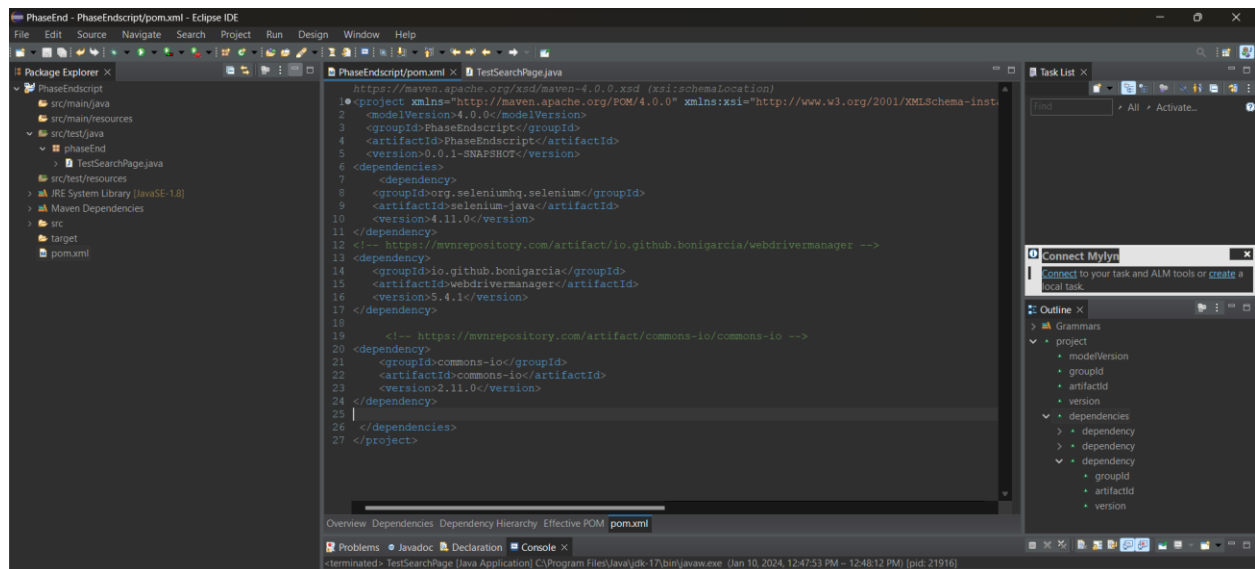 PhaseEnd - PhaseEndscript/pom.xml - Eclipse IDE
File Edit Source Navigate Search Project Run Design Window Help
Package Explorer
PhaseEndscript
src/main/java
src/main/resources
src/test/java
phaseEnd
TestSearchPage.java
src/test/resources
JRE System Library [JavaSE-1.8]
Maven Dependencies
src
target
pom.xml
PhaseEndscript/pom.xml TestSearchPage.java
https://maven.apache.org/xsd/maven-4.0.0.xsd (xsi:schemaLocation)
1 <project xmlns="http://maven.apache.org/POM/4.0.0" xmlns:xsi="http://www.w3.org/2001/XMLSchema-inst
2 <modelVersion>4.0.0</modelVersion>
3 <groupId>PhaseEndscript</groupId>
4 <artifactId>PhaseEndscript</artifactId>
5 <version>0.0.1-SNAPSHOT</version>
6 <dependencies>
7 <dependency>
8 <groupId>org.seleniumhq.selenium</groupId>
9 <artifactId>selenium-java</artifactId>
10 <version>4.11.0</version>
11 </dependency>
12 <!-- https://mvnrepository.com/artifact/io.github.bonigarcia/webdrivermanager -->
13 <dependency>
14 <groupId>io.github.bonigarcia</groupId>
15 <artifactId>webdrivermanager</artifactId>
16 <version>5.4.1</version>
17 </dependency>
18
19 <!-- https://mvnrepository.com/artifact/commons-io/commons-io -->
20 <dependency>
21 <groupId>commons-io</groupId>
22 <artifactId>commons-io</artifactId>
23 <version>2.11.0</version>
24 </dependency>
25
26 </dependencies>
27 </project>
Overview Dependencies Dependency Hierarchy Effective POM pom.xml
Problems Javadoc Declaration Console
<terminated> TestSearchPage [Java Application] C:\Program Files\Java\jdk-17\bin\javaw.exe (Jan 10, 2024, 12:47:53 PM – 12:48:12 PM) [pid: 21916]
Task List
Find All Activate...
Connect Mylyn
Connect to your task and ALM tools or create a
local task.
Outline
Grammars
project
modelVersion
groupId
artifactId
version
dependencies
dependency
dependency
dependency
groupId
artifactId
version